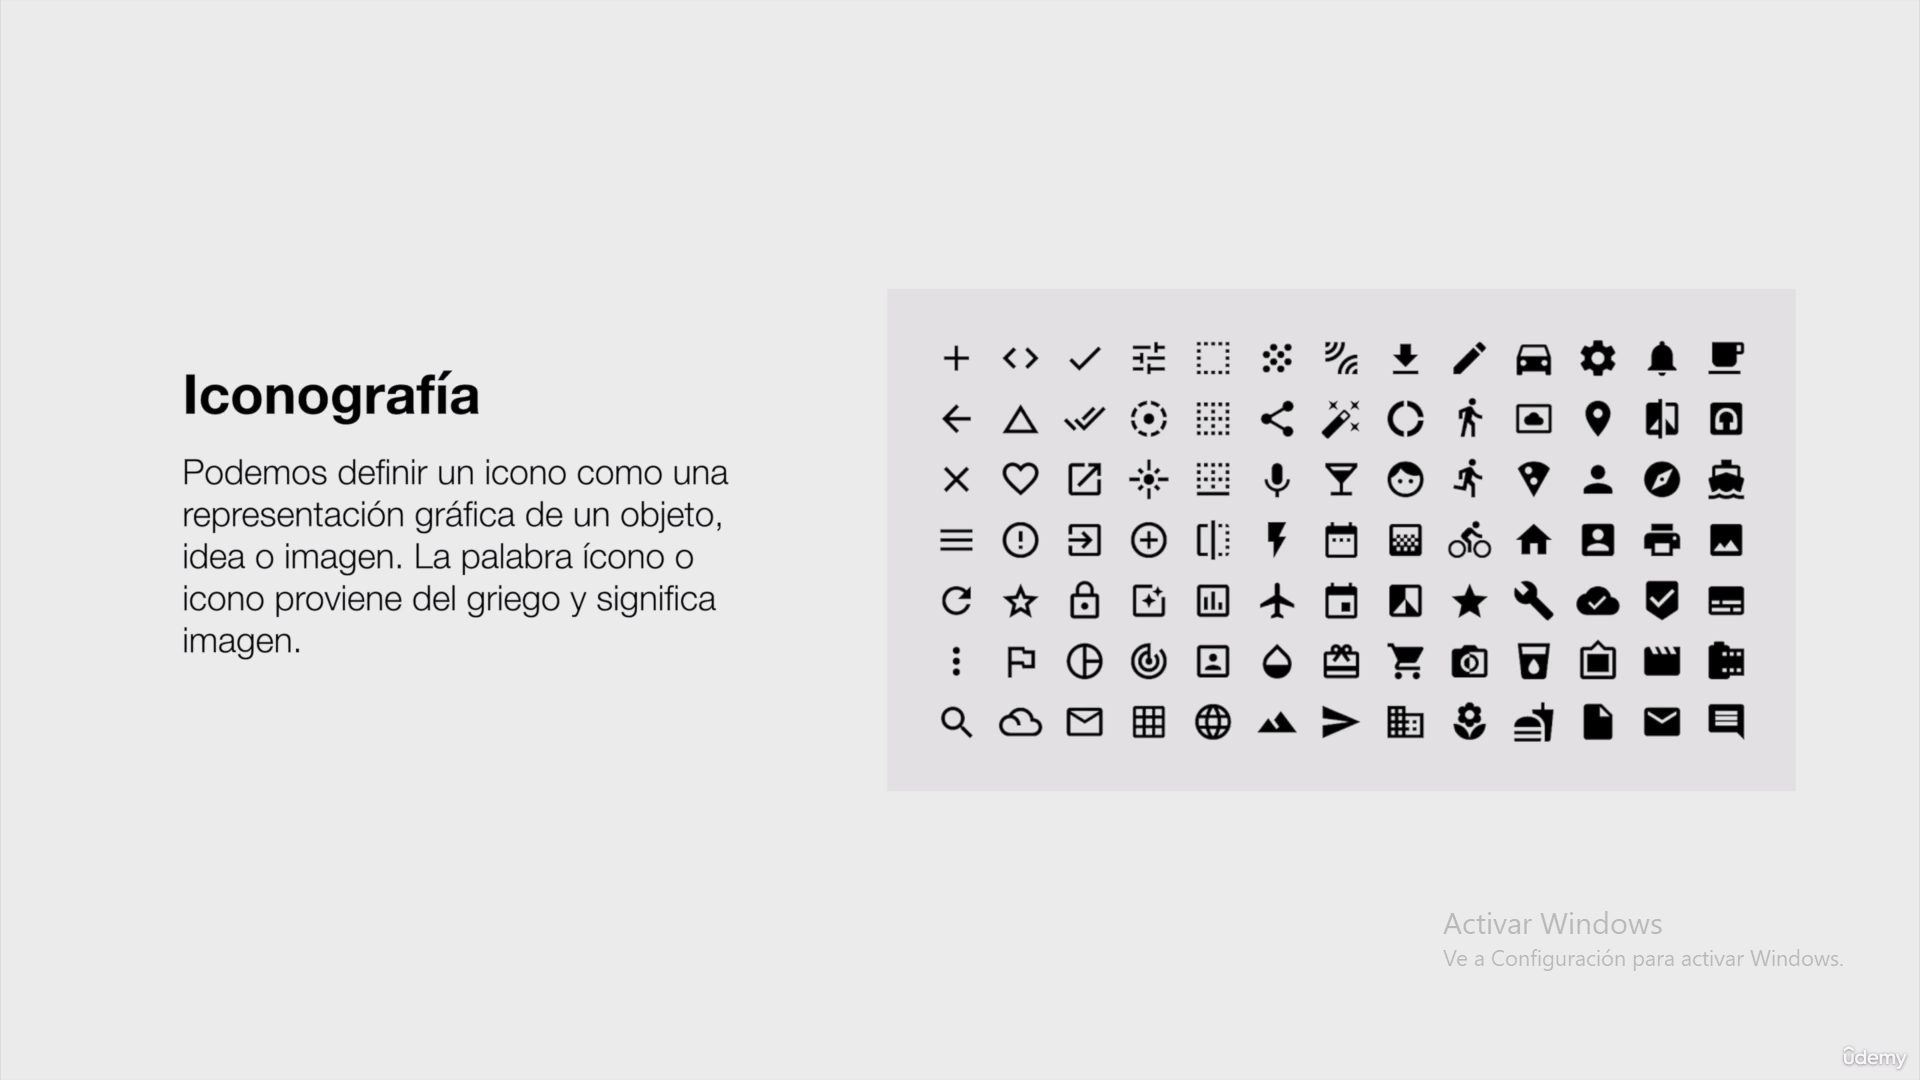 Iconografía
Podemos definir un icono como una
representación gráfica de un objeto,
idea o imagen. La palabra ícono o
icono proviene del griego y significa
imagen.
Activar Windows
Ve a Configuración para activar Windows.
ûdemy